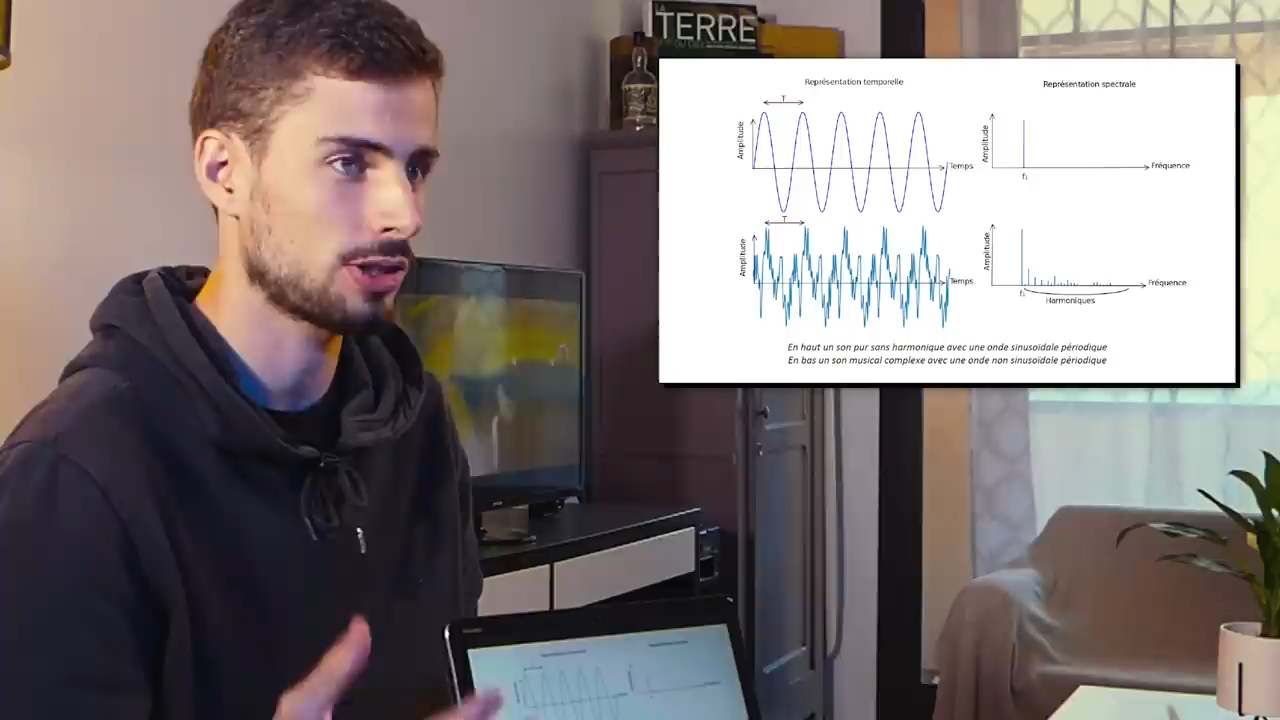 LA
TERRE
Représentation temporelle
Représentation spectrale
T
Amplitude
Temps
Amplitude
f₁
Fréquence
T
Amplitude
Temps
Amplitude
f₁
Harmoniques
Fréquence
En haut un son pur sans harmonique avec une onde sinusoïdale périodique
En bas un son musical complexe avec une onde non sinusoïdale périodique